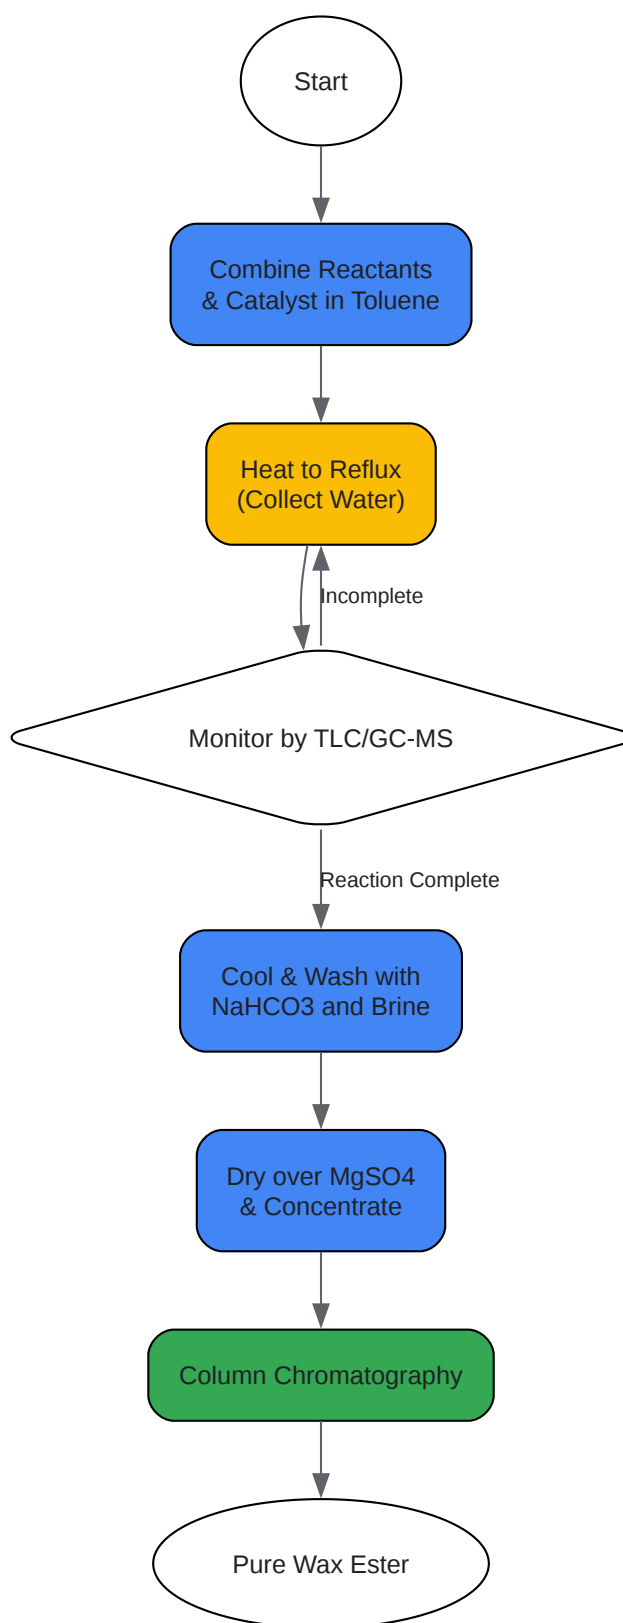 Start
Combine Reactants
& Catalyst in Toluene
Heat to Reflux
(Collect Water)
Incomplete
Monitor by TLC/GC-MS
Reaction Complete
Cool & Wash with
NaHCO3 and Brine
Dry over MgSO4
& Concentrate
Column Chromatography
Pure Wax Ester